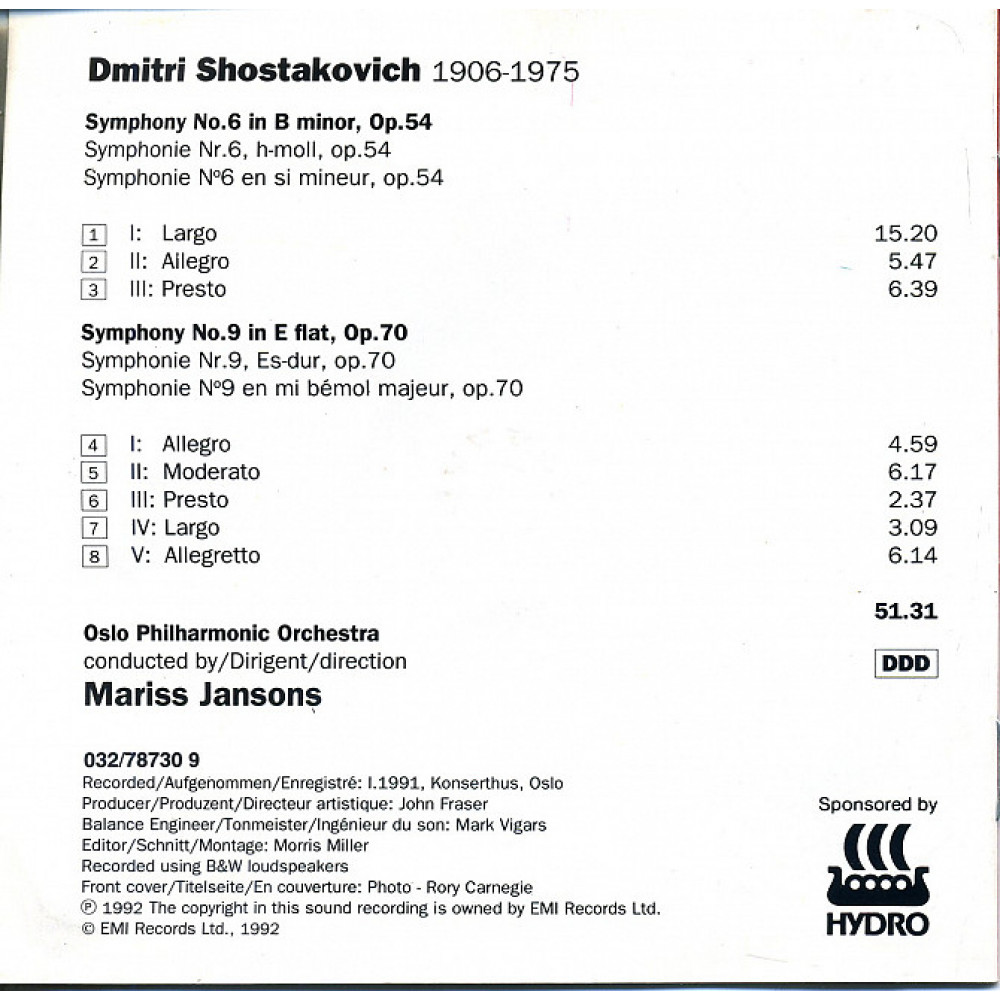 Dmitri Shostakovich 1906-1975
Symphony No.6 in B minor, Op.54
Symphonie Nr.6, h-moll, op.54
Symphonie Nº6 en si mineur, op.54
1 I: Largo 15.20
2 II: Allegro 5.47
3 III: Presto 6.39
Symphony No.9 in E flat, Op.70
Symphonie Nr.9, Es-dur, op.70
Symphonie Nº9 en mi bémol majeur, op.70
4 I: Allegro 4.59
5 II: Moderato 6.17
6 III: Presto 2.37
7 IV: Largo 3.09
8 V: Allegretto 6.14
51.31
Oslo Philharmonic Orchestra
conducted by/Dirigent/direction
DDD
Mariss Jansons
032/78730 9
Recorded/Aufgenommen/Enregistré: I.1991, Konserthus, Oslo
Producer/Produzent/Directeur artistique: John Fraser
Balance Engineer/Tonmeister/Ingénieur du son: Mark Vigars
Editor/Schnitt/Montage: Morris Miller
Recorded using B&W loudspeakers
Front cover/Titelseite/En couverture: Photo - Rory Carnegie
℗ 1992 The copyright in this sound recording is owned by EMI Records Ltd.
© EMI Records Ltd., 1992
Sponsored by
HYDRO